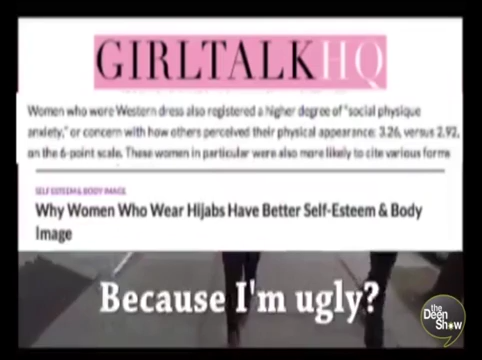 GIRLTALKHQ
Women who wore Western dress also registered a higher degree of "social physique
anxiety," or concern with how others perceived their physical appearance: 3.26, versus 2.92,
on the 6-point scale. These women in particular were also more likely to cite various forms
SELF ESTEEM & BODY IMAGE
Why Women Who Wear Hijabs Have Better Self-Esteem & Body
Image
Because I'm ugly?
the
Deen
Show